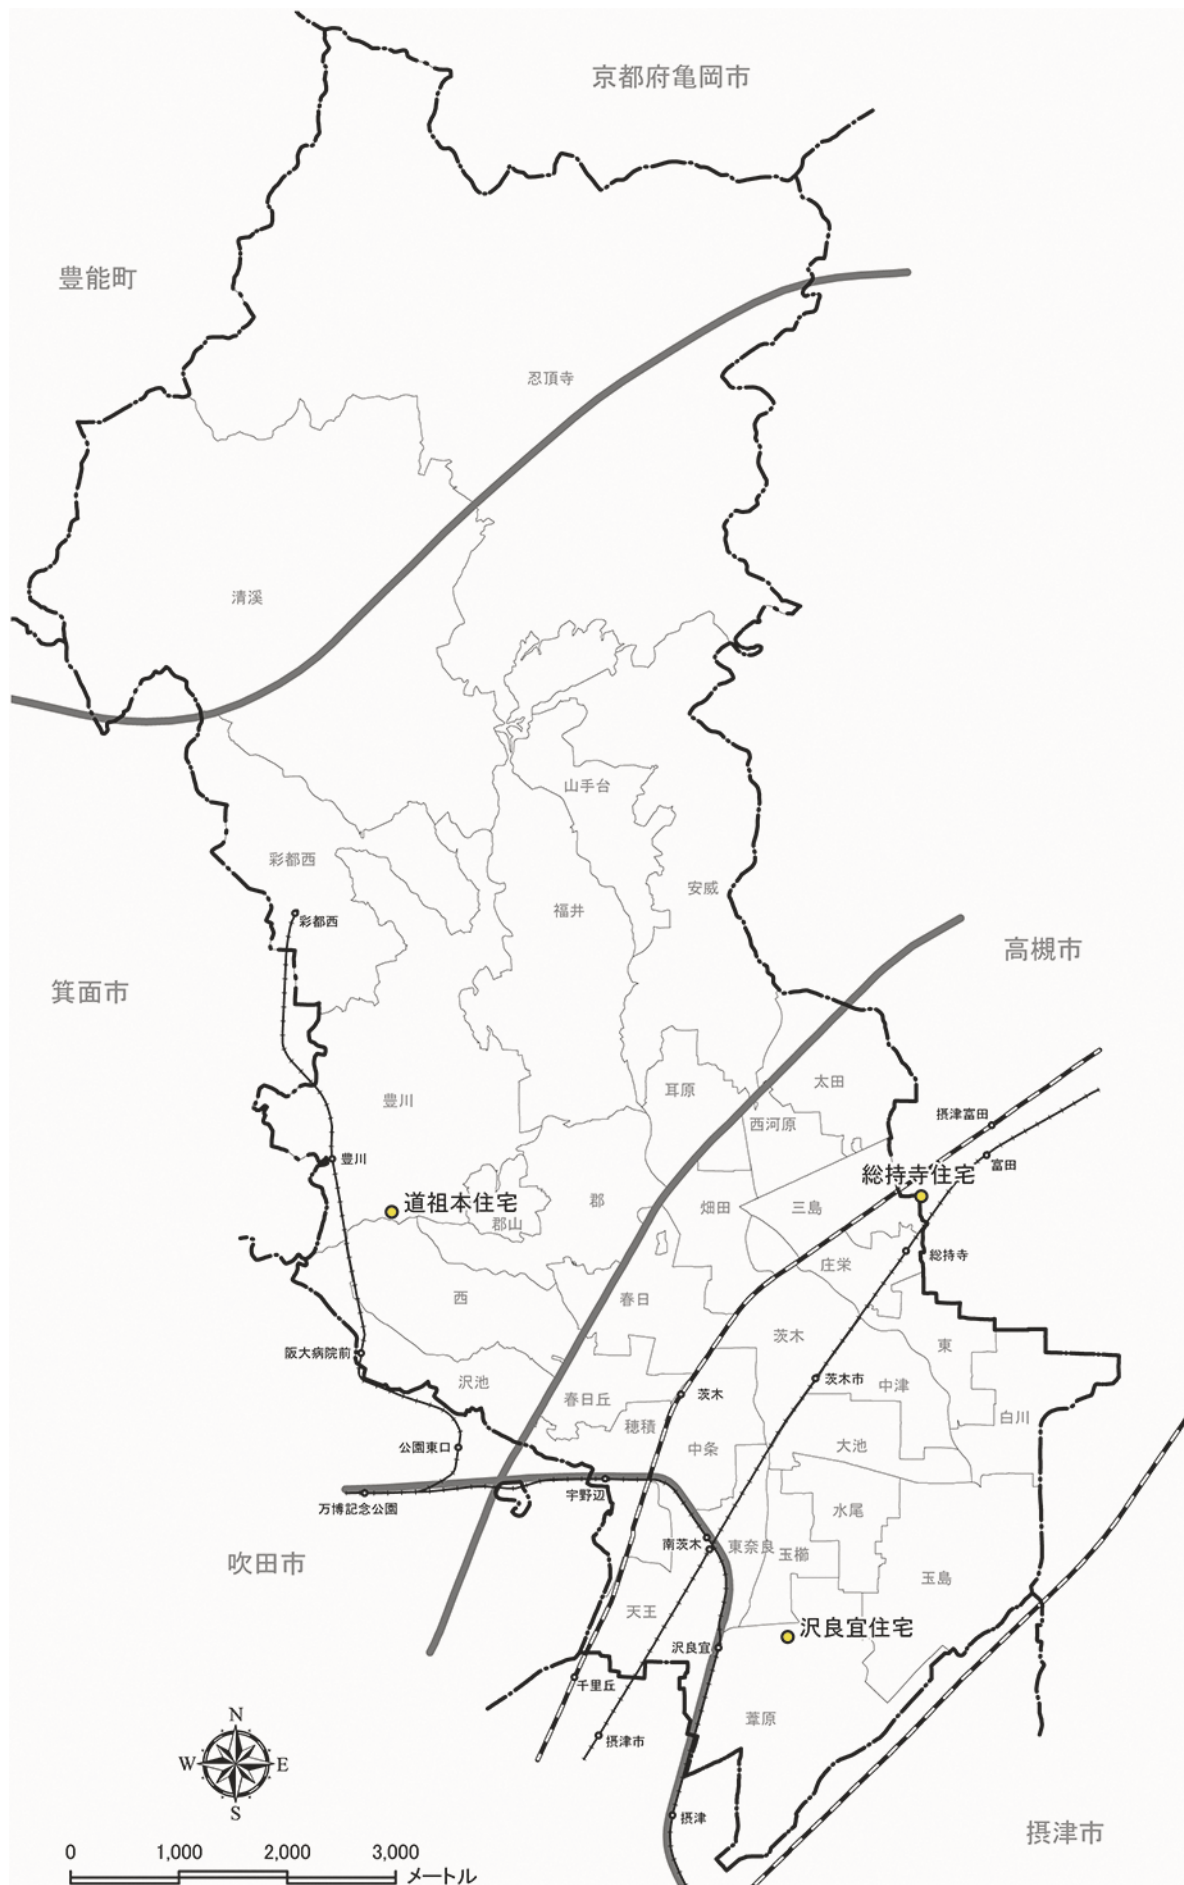 京都府亀岡市
豊能町
忍頂寺
清溪
山手台
彩都西
安威
福井
彩都西
高槻市
箕面市
太田
耳原
豊川
摂津富田
西河原
豊川
富田
総持寺住宅
道祖本住宅
郡
畑田
三島
郡山
総持寺
庄栄
西
春日
茨木
東
阪大病院前
沢池
茨木市
中津
茨木
春日丘
白川
穂積
公園東口
中条
大池
宇野辺
万博記念公園
水尾
南茨木
東奈良
玉櫛
吹田市
玉島
天王
沢良宜住宅
沢良宜
千里丘
葦原
摂津市
N
W
E
S
摂津
摂津市
0
1,000
2,000
3,000
メートル